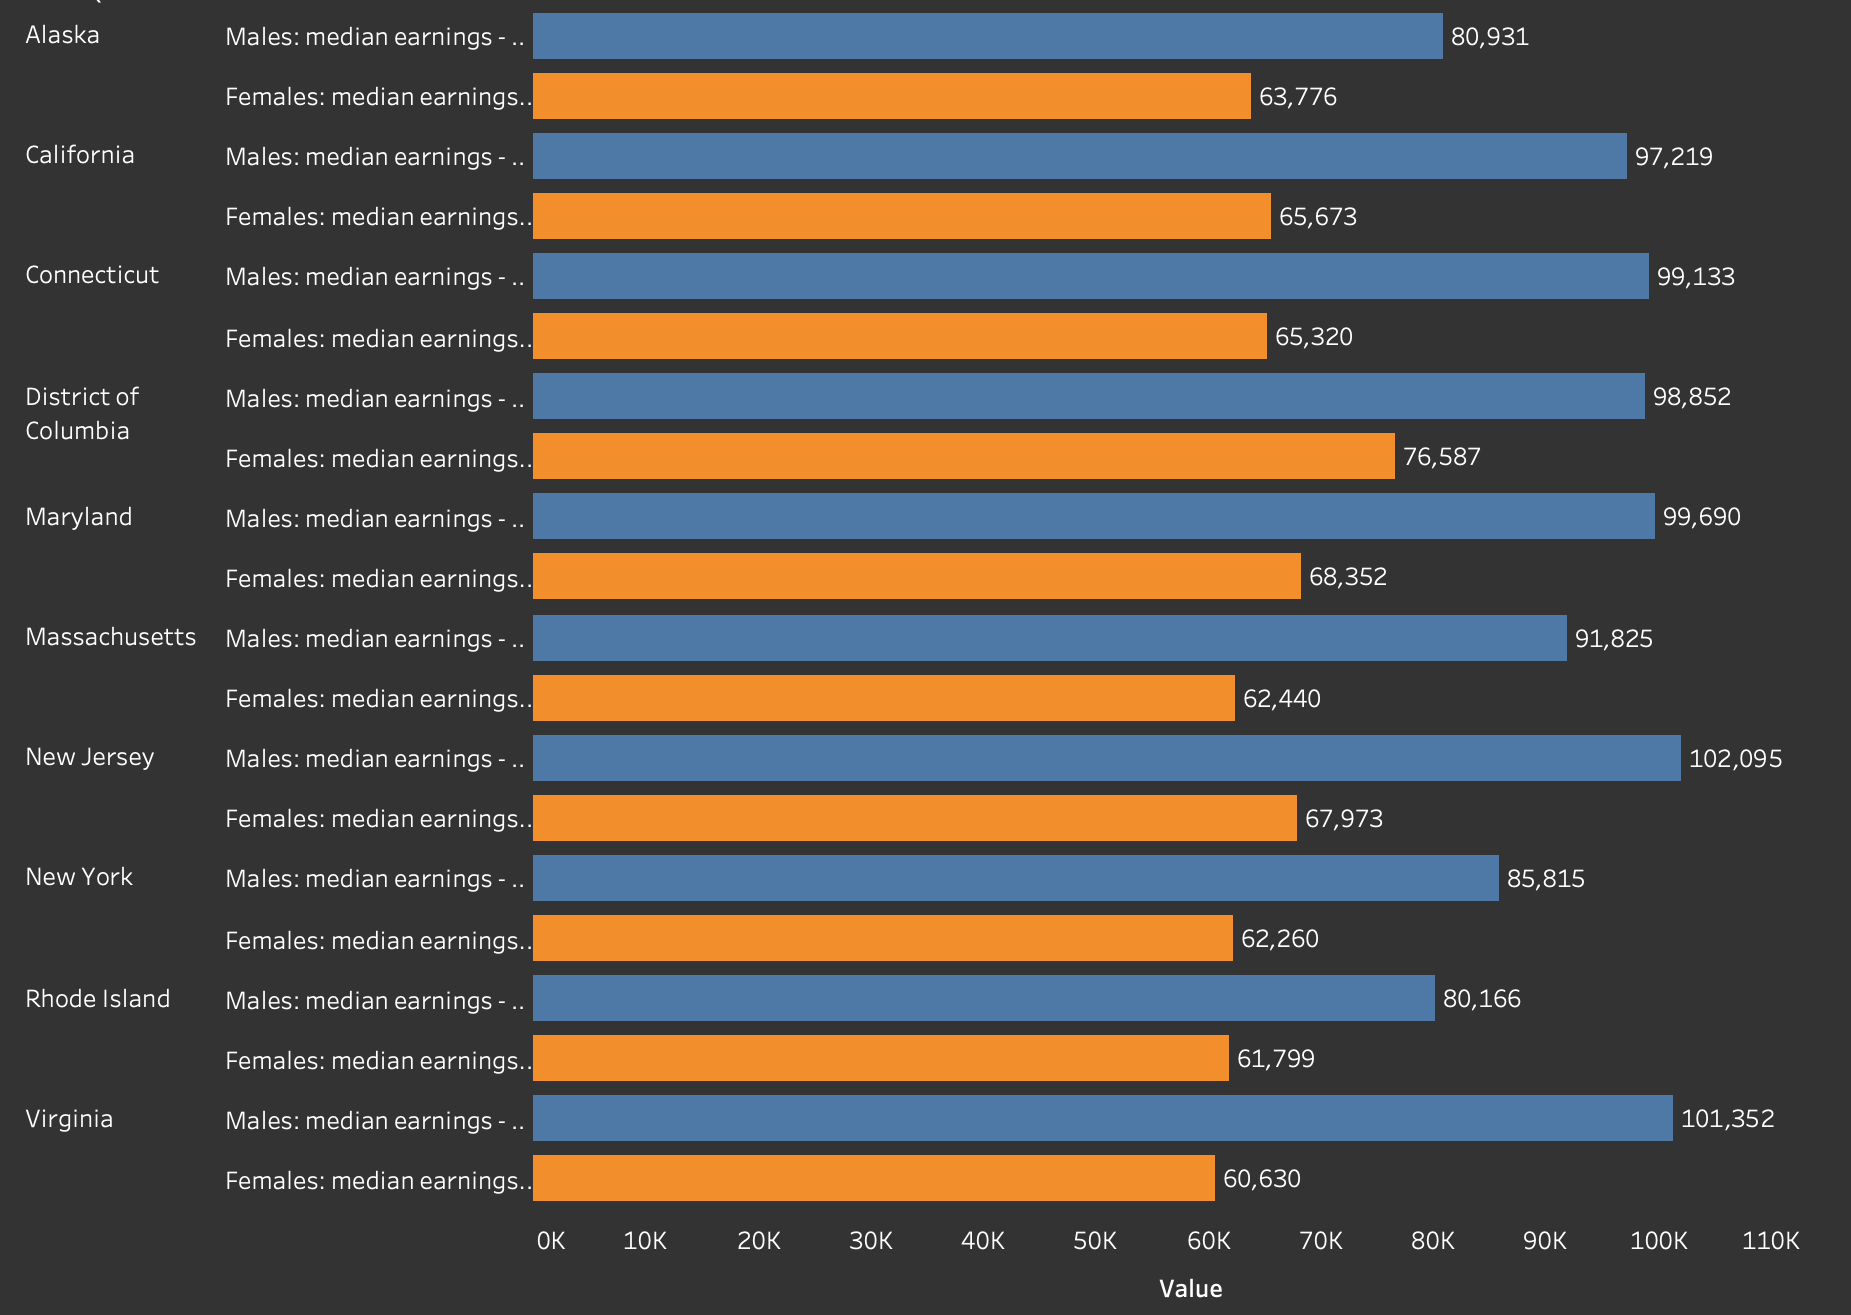 Alaska Males: median earnings - .. 80,931
Females: median earnings.. 63,776
California Males: median earnings - .. 97,219
Females: median earnings.. 65,673
Connecticut Males: median earnings - .. 99,133
Females: median earnings.. 65,320
District of Columbia Males: median earnings - .. 98,852
Females: median earnings.. 76,587
Maryland Males: median earnings - .. 99,690
Females: median earnings.. 68,352
Massachusetts Males: median earnings - .. 91,825
Females: median earnings.. 62,440
New Jersey Males: median earnings - .. 102,095
Females: median earnings.. 67,973
New York Males: median earnings - .. 85,815
Females: median earnings.. 62,260
Rhode Island Males: median earnings - .. 80,166
Females: median earnings.. 61,799
Virginia Males: median earnings - .. 101,352
Females: median earnings.. 60,630
0K 10K 20K 30K 40K 50K 60K 70K 80K 90K 100K 110K
Value